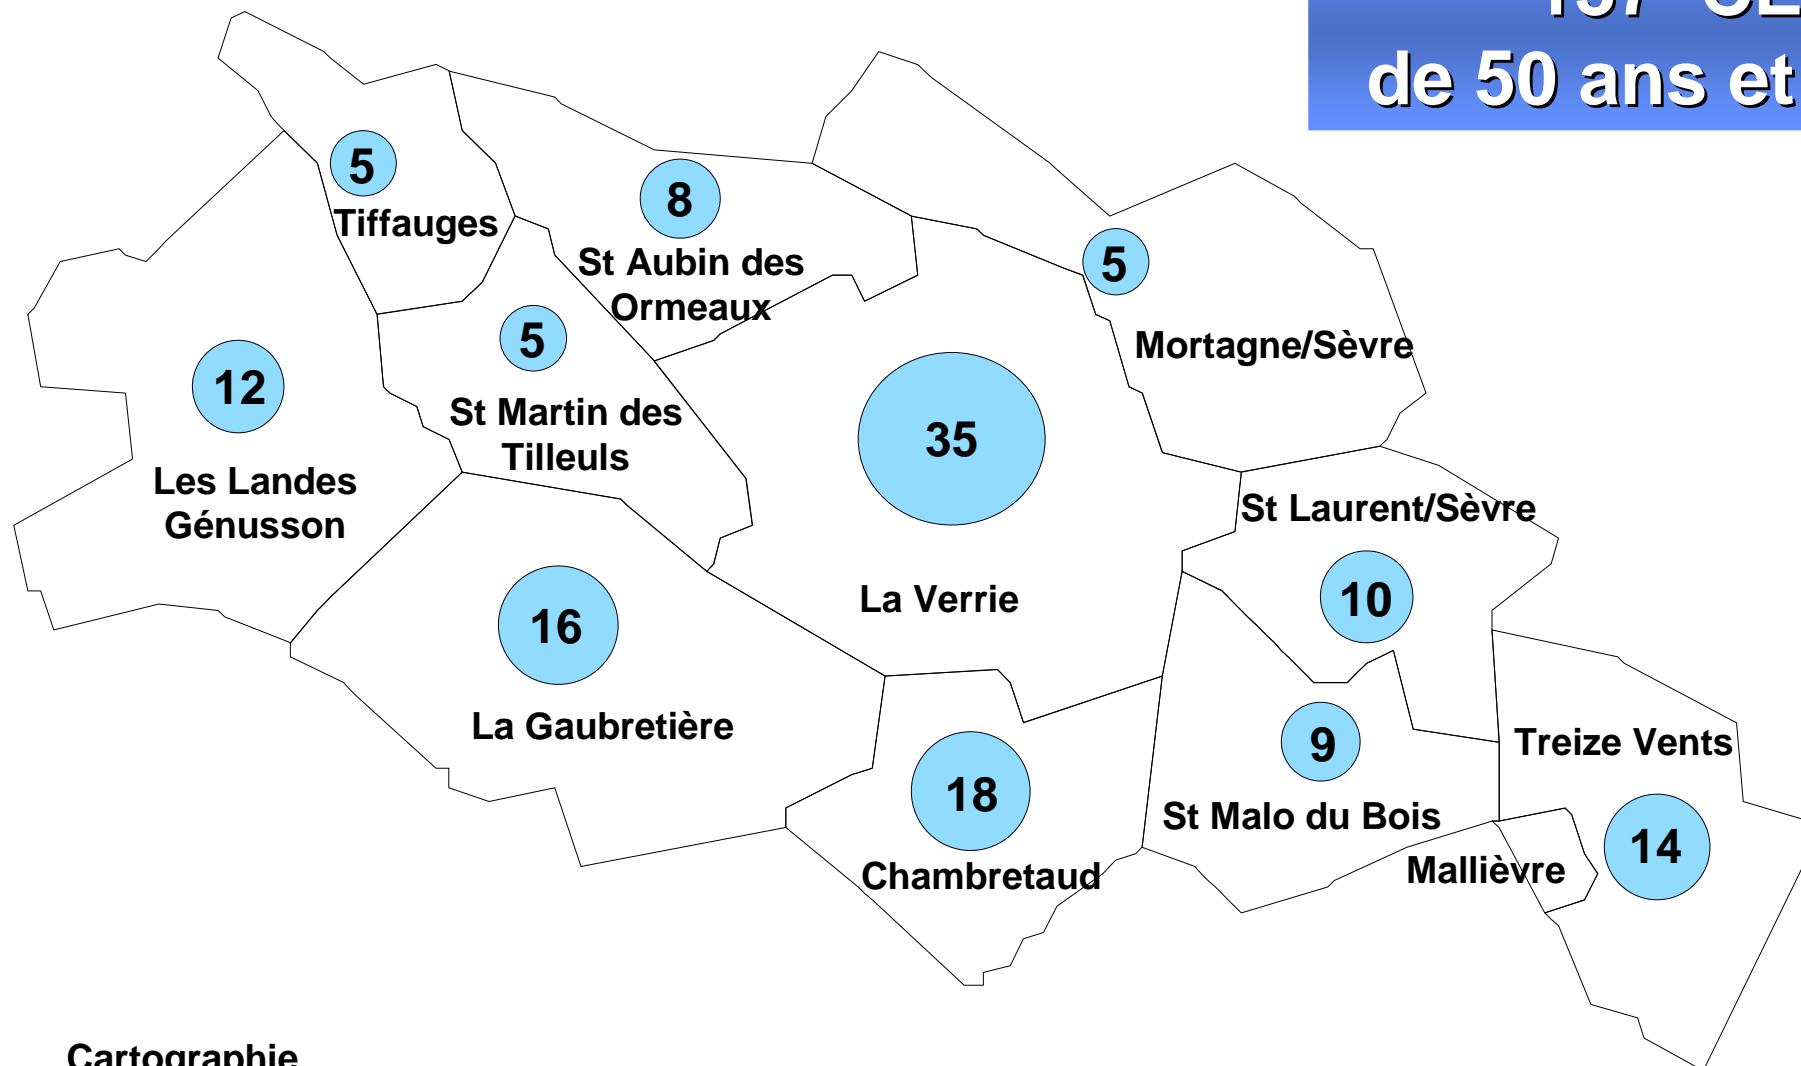 de 50 ans et
5
Tiffauges
8
St Aubin des
Ormeaux
5
Mortagne/Sèvre
5
St Martin des
Tilleuls
12
Les Landes
Génusson
35
La Verrie
St Laurent/Sèvre
10
16
La Gaubretière
18
Chambretaud
9
St Malo du Bois
Treize Vents
14
Mallièvre
Cartographie